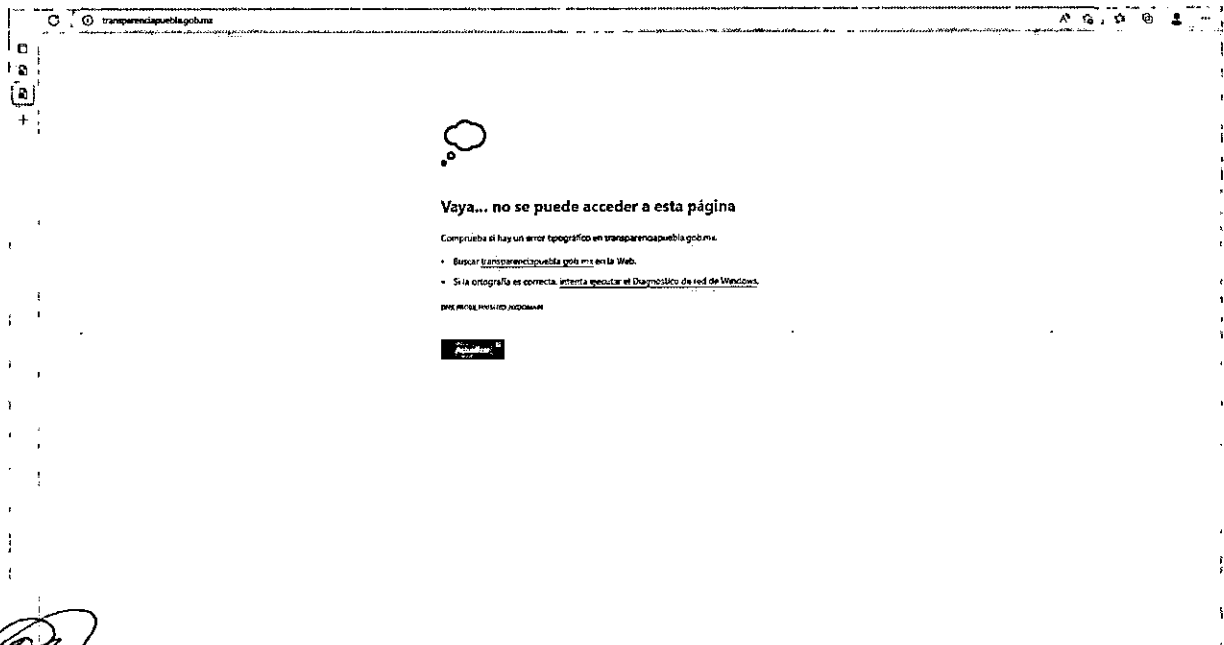 transparenciapuebla.gob.mx
Vaya... no se puede acceder a esta página
Comprueba si hay un error tipográfico en transparenciapuebla.gob.mx.
• Buscar transparenciapuebla gob mx en la Web.
• Si la ortografía es correcta, intenta ejecutar el Diagnóstico de red de Windows.
Actualizar